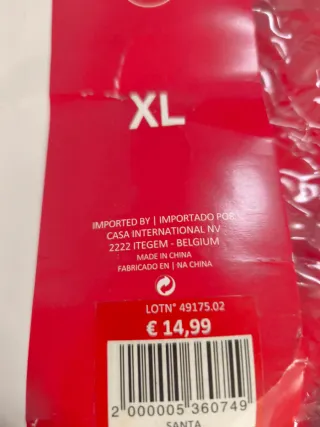 XL
IMPORTED BY | IMPORTADO POR
CASA INTERNATIONAL NV
2222 ITEGEM - BELGIUM
MADE IN CHINA
FABRICADO EN | NA CHINA
LOTN° 49175.02
€ 14,99
2 000005 360749
SANTA